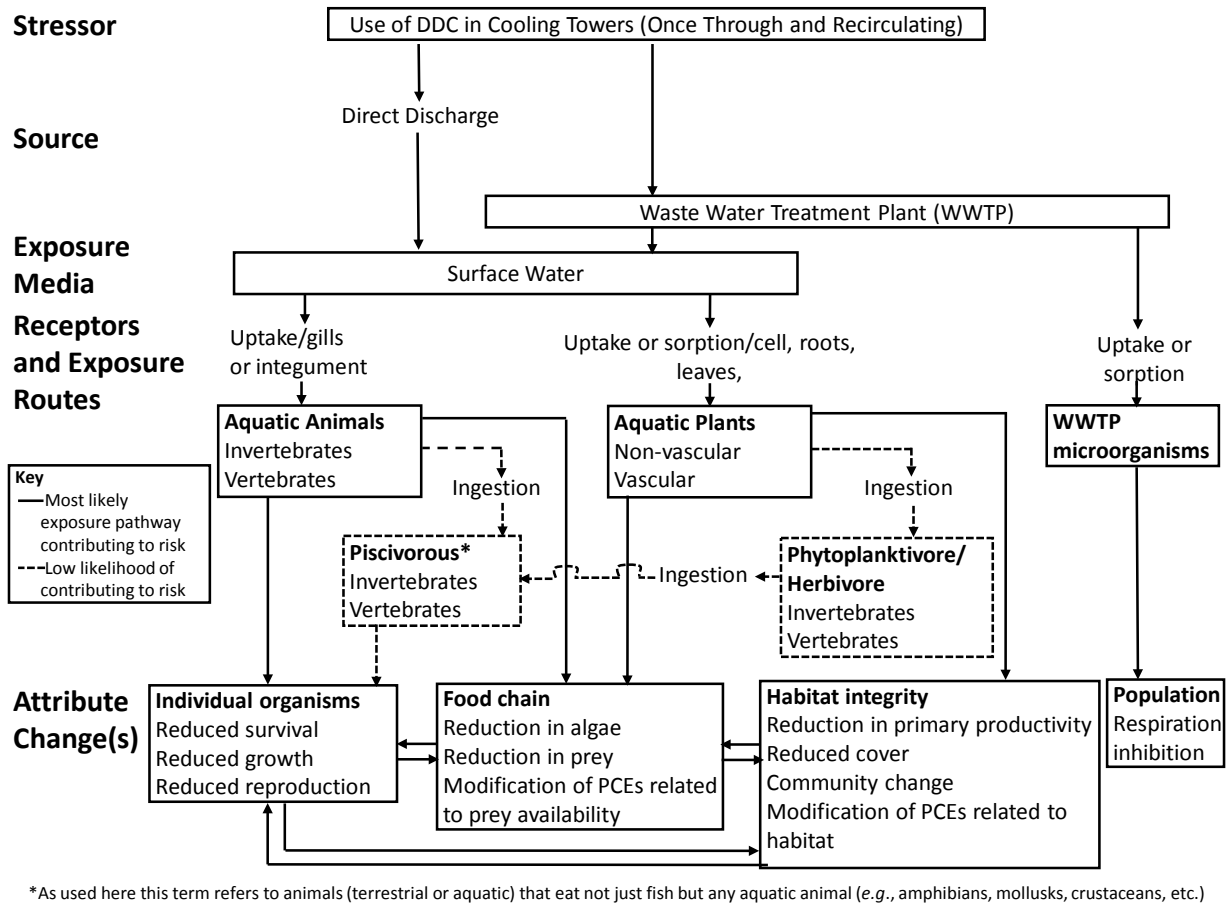 Stressor
Use of DDC in Cooling Towers (Once Through and Recirculating)
Direct Discharge
Source
Waste Water Treatment Plant (WWTP)
Exposure
Media
Surface Water
Receptors
and Exposure
Routes
Uptake/gills
or integument
Uptake or sorption/cell, roots,
leaves,
Uptake or
sorption
Aquatic Animals
Invertebrates
Vertebrates
Aquatic Plants
Non-vascular
Vascular
WWTP
microorganisms
Key
Most likely
exposure pathway
contributing to risk
Low likelihood of
contributing to risk
Ingestion
Ingestion
Piscivorous*
Invertebrates
Vertebrates
Ingestion
Phytoplanktivore/
Herbivore
Invertebrates
Vertebrates
Attribute
Change(s)
Individual organisms
Reduced survival
Reduced growth
Reduced reproduction
Food chain
Reduction in algae
Reduction in prey
Modification of PCEs related
to prey availability
Habitat integrity
Reduction in primary productivity
Reduced cover
Community change
Modification of PCEs related to
habitat
Population
Respiration
inhibition
*As used here this term refers to animals (terrestrial or aquatic) that eat not just fish but any aquatic animal (e.g., amphibians, mollusks, crustaceans, etc.)